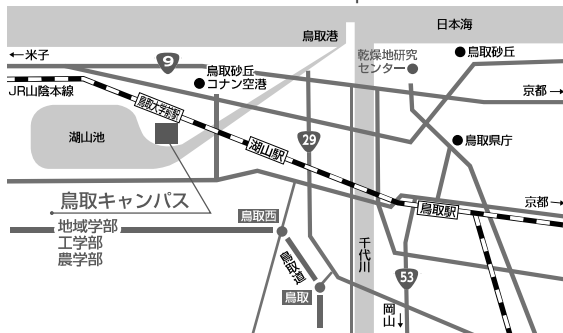 日本海
鳥取港
←米子
9
乾燥地研究
センター
鳥取砂丘
鳥取砂丘
コナン空港
京都→
JR山陰本線
鳥取大学前駅
湖山池
湖山駅
29
鳥取県庁
鳥取キャンパス
地域学部
工学部
農学部
鳥取西
鳥取駅
京都→
千代川
鳥取道
53
鳥取
岡山→